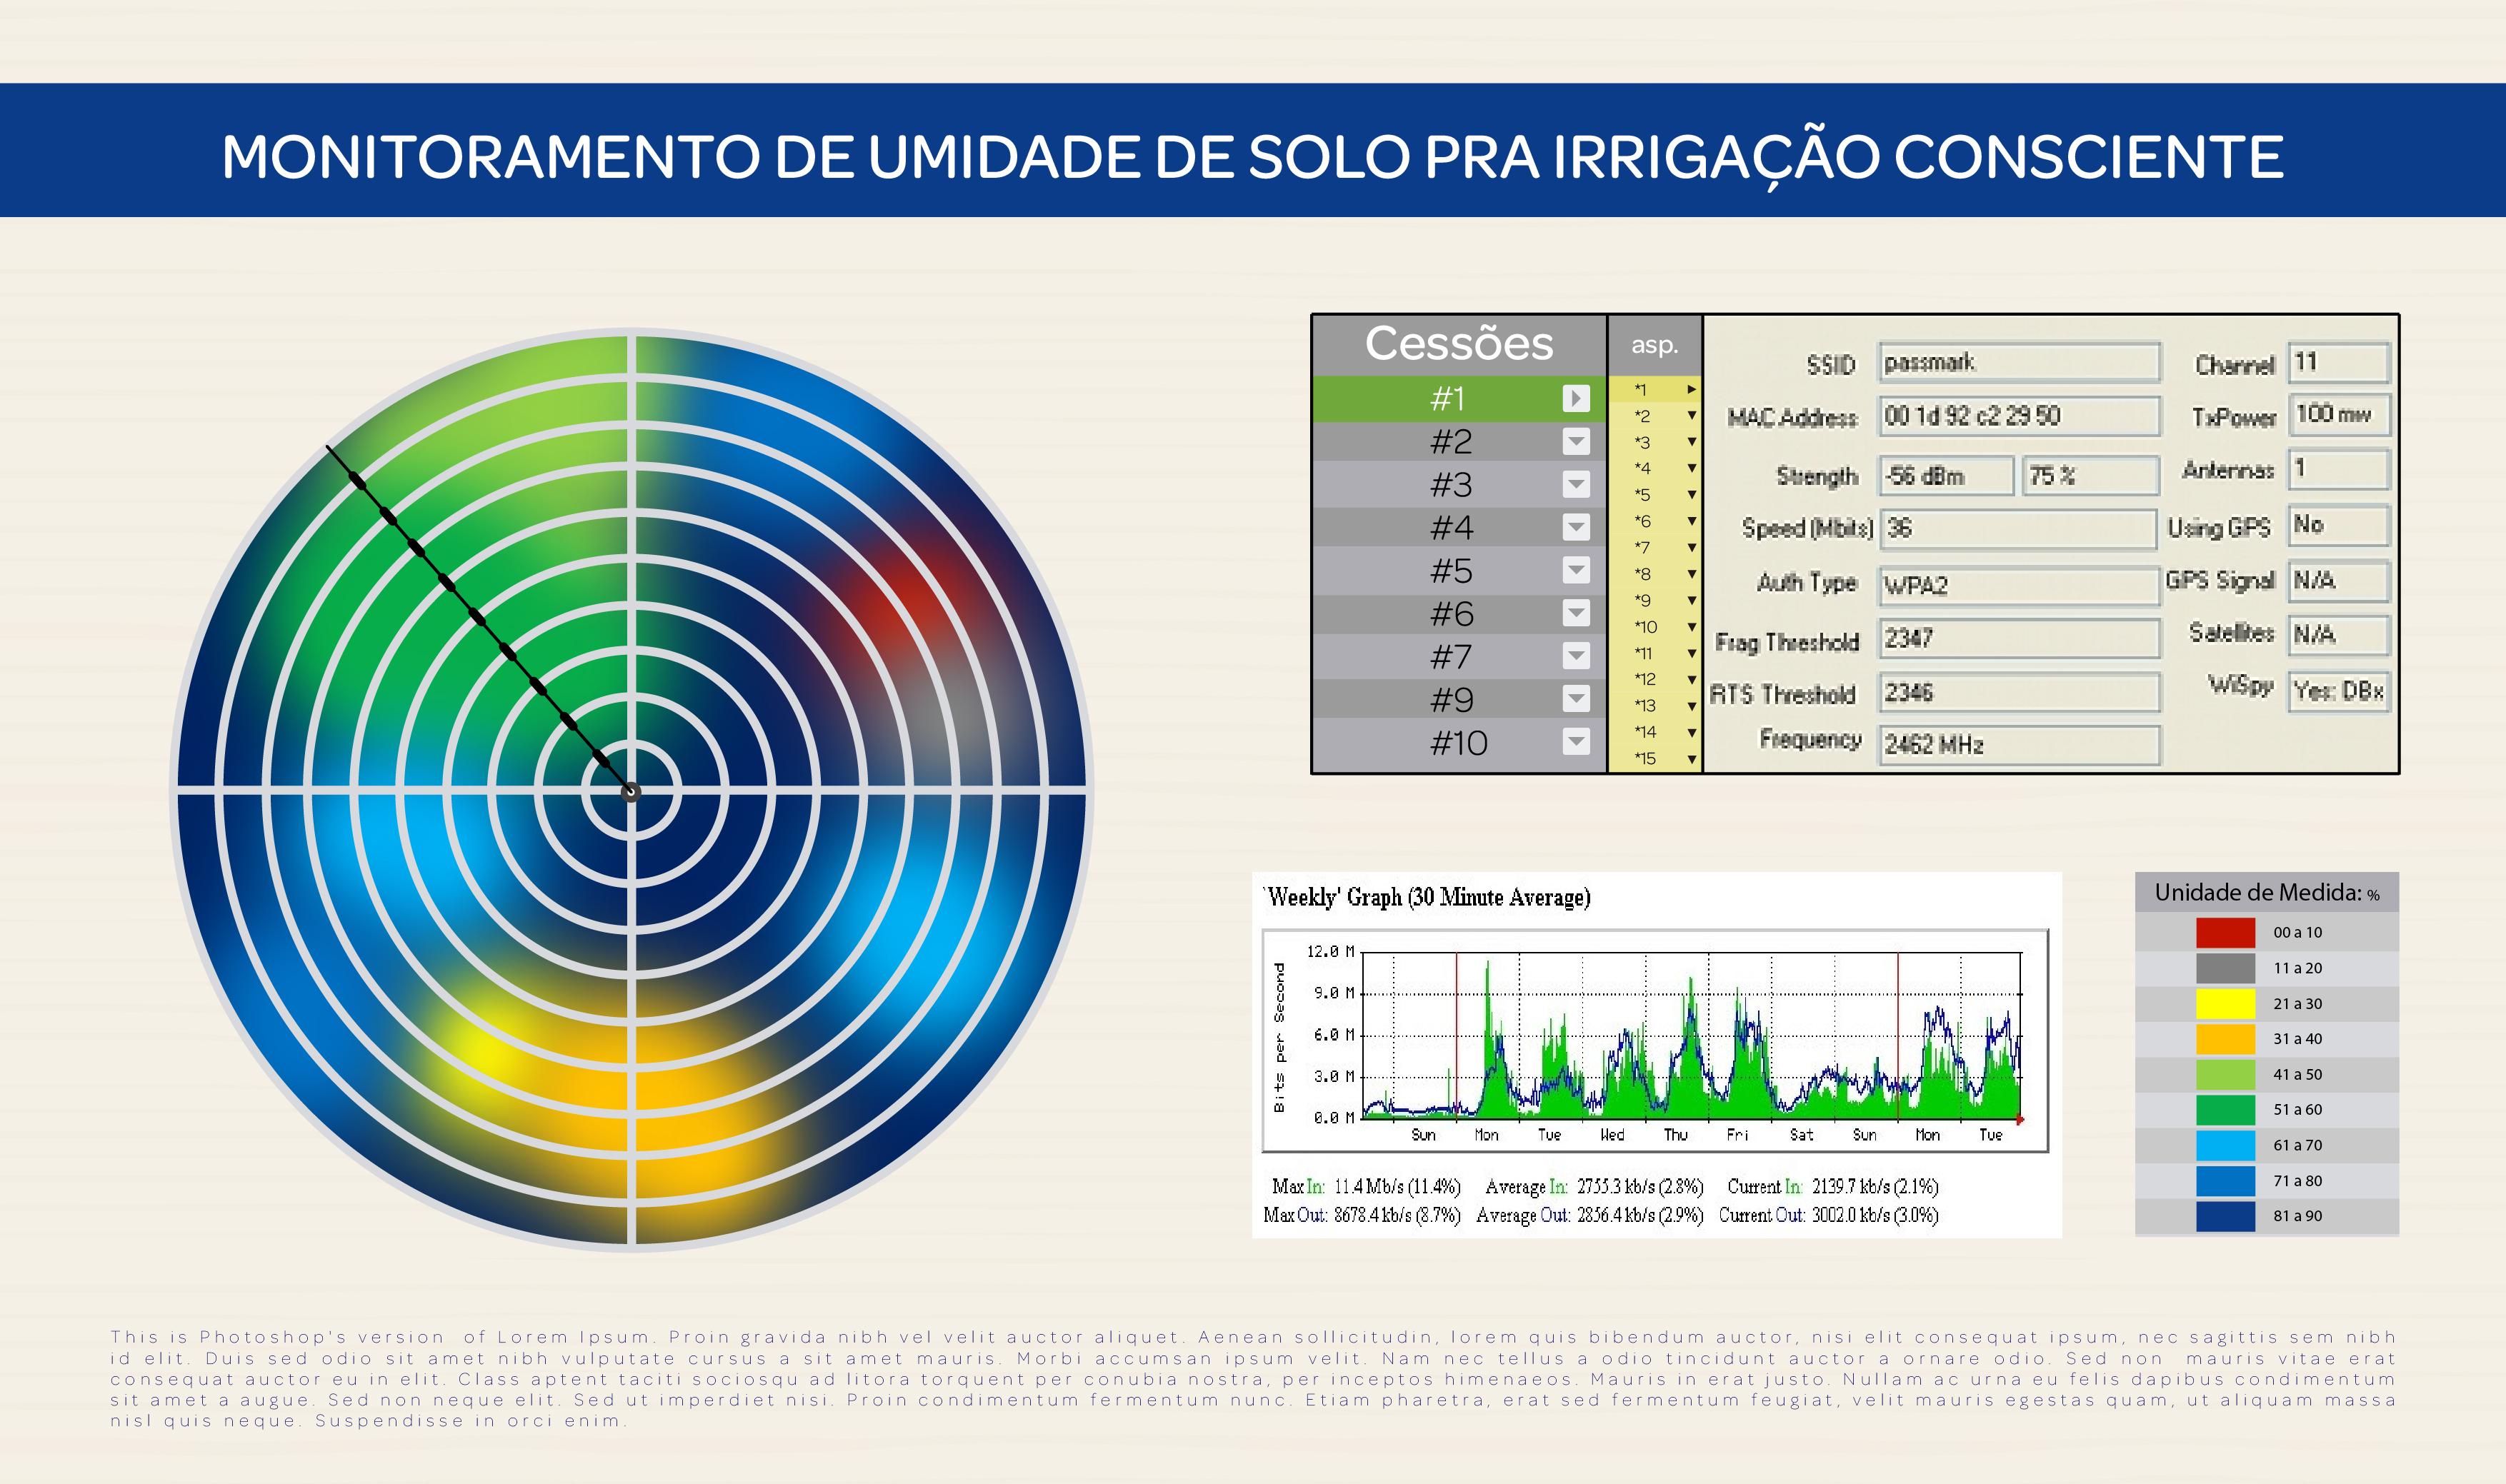 MONITORAMENTO DE UMIDADE DE SOLO PRA IRRIGAÇÃO CONSCIENTE
Cessões
#1
#2
#3
#4
#5
#6
#7
#9
#10
asp.
*1
*2
*3
*4
*5
*6
*7
*8
*9
*10
*11
*12
*13
*14
*15
SSID passmark Channel 11
MAC Address 00 1d 92 c2 29 50 TxPower 100 mw
Strength -56 dBm 75 % Antennas 1
Speed (Mbits) 36 Using GPS No
Auth Type WPA2 GPS Signal N/A
Frag Threshold 2347 Satellites N/A
RTS Threshold 2346 WiSpy Yes: DBx
Frequency 2462 MHz
`Weekly' Graph (30 Minute Average)
Bits per Second
12.0 M
9.0 M
6.0 M
3.0 M
0.0 M
Sun Mon Tue Wed Thu Fri Sat Sun Mon Tue
Max In: 11.4 Mb/s (11.4%) Average In: 2755.3 kb/s (2.8%) Current In: 2139.7 kb/s (2.1%)
Max Out: 8678.4 kb/s (8.7%) Average Out: 2856.4 kb/s (2.9%) Current Out: 3002.0 kb/s (3.0%)
Unidade de Medida: %
00 a 10
11 a 20
21 a 30
31 a 40
41 a 50
51 a 60
61 a 70
71 a 80
81 a 90
This is Photoshop's version of Lorem Ipsum. Proin gravida nibh vel velit auctor aliquet. Aenean sollicitudin, lorem quis bibendum auctor, nisi elit consequat ipsum, nec sagittis sem nibh
id elit. Duis sed odio sit amet nibh vulputate cursus a sit amet mauris. Morbi accumsan ipsum velit. Nam nec tellus a odio tincidunt auctor a ornare odio. Sed non mauris vitae erat
consequat auctor eu in elit. Class aptent taciti sociosqu ad litora torquent per conubia nostra, per inceptos himenaeos. Mauris in erat justo. Nullam ac urna eu felis dapibus condimentum
sit amet a augue. Sed non neque elit. Sed ut imperdiet nisi. Proin condimentum fermentum nunc. Etiam pharetra, erat sed fermentum feugiat, velit mauris egestas quam, ut aliquam massa
nisl quis neque. Suspendisse in orci enim.